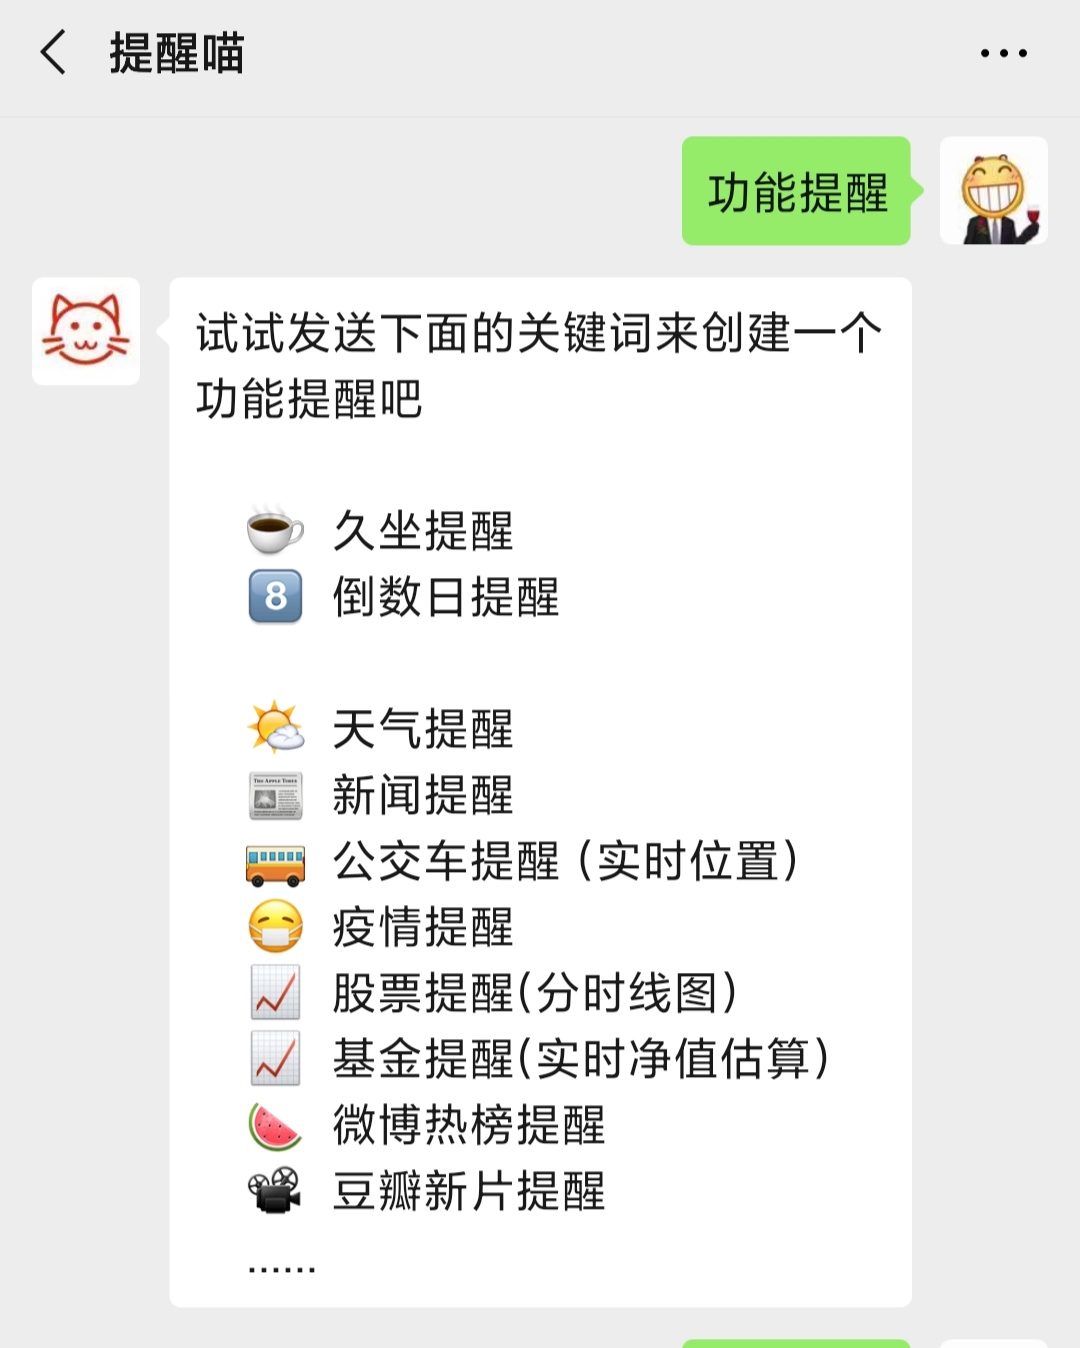 提醒喵
功能提醒
试试发送下面的关键词来创建一个
功能提醒吧
久坐提醒
8 倒数日提醒
天气提醒
新闻提醒
公交车提醒（实时位置）
疫情提醒
股票提醒(分时线图)
基金提醒(实时净值估算)
微博热榜提醒
豆瓣新片提醒
......